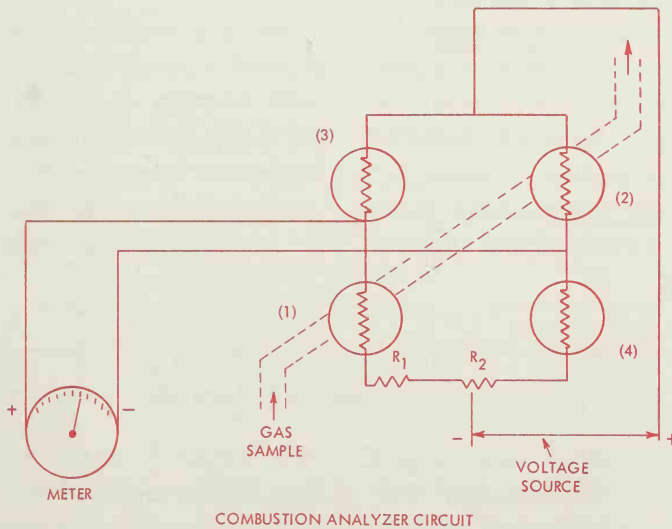 (3)
(2)
(1)
(4)
R1
R2
+
−
−
+
GAS
SAMPLE
VOLTAGE
SOURCE
METER
COMBUSTION ANALYZER CIRCUIT